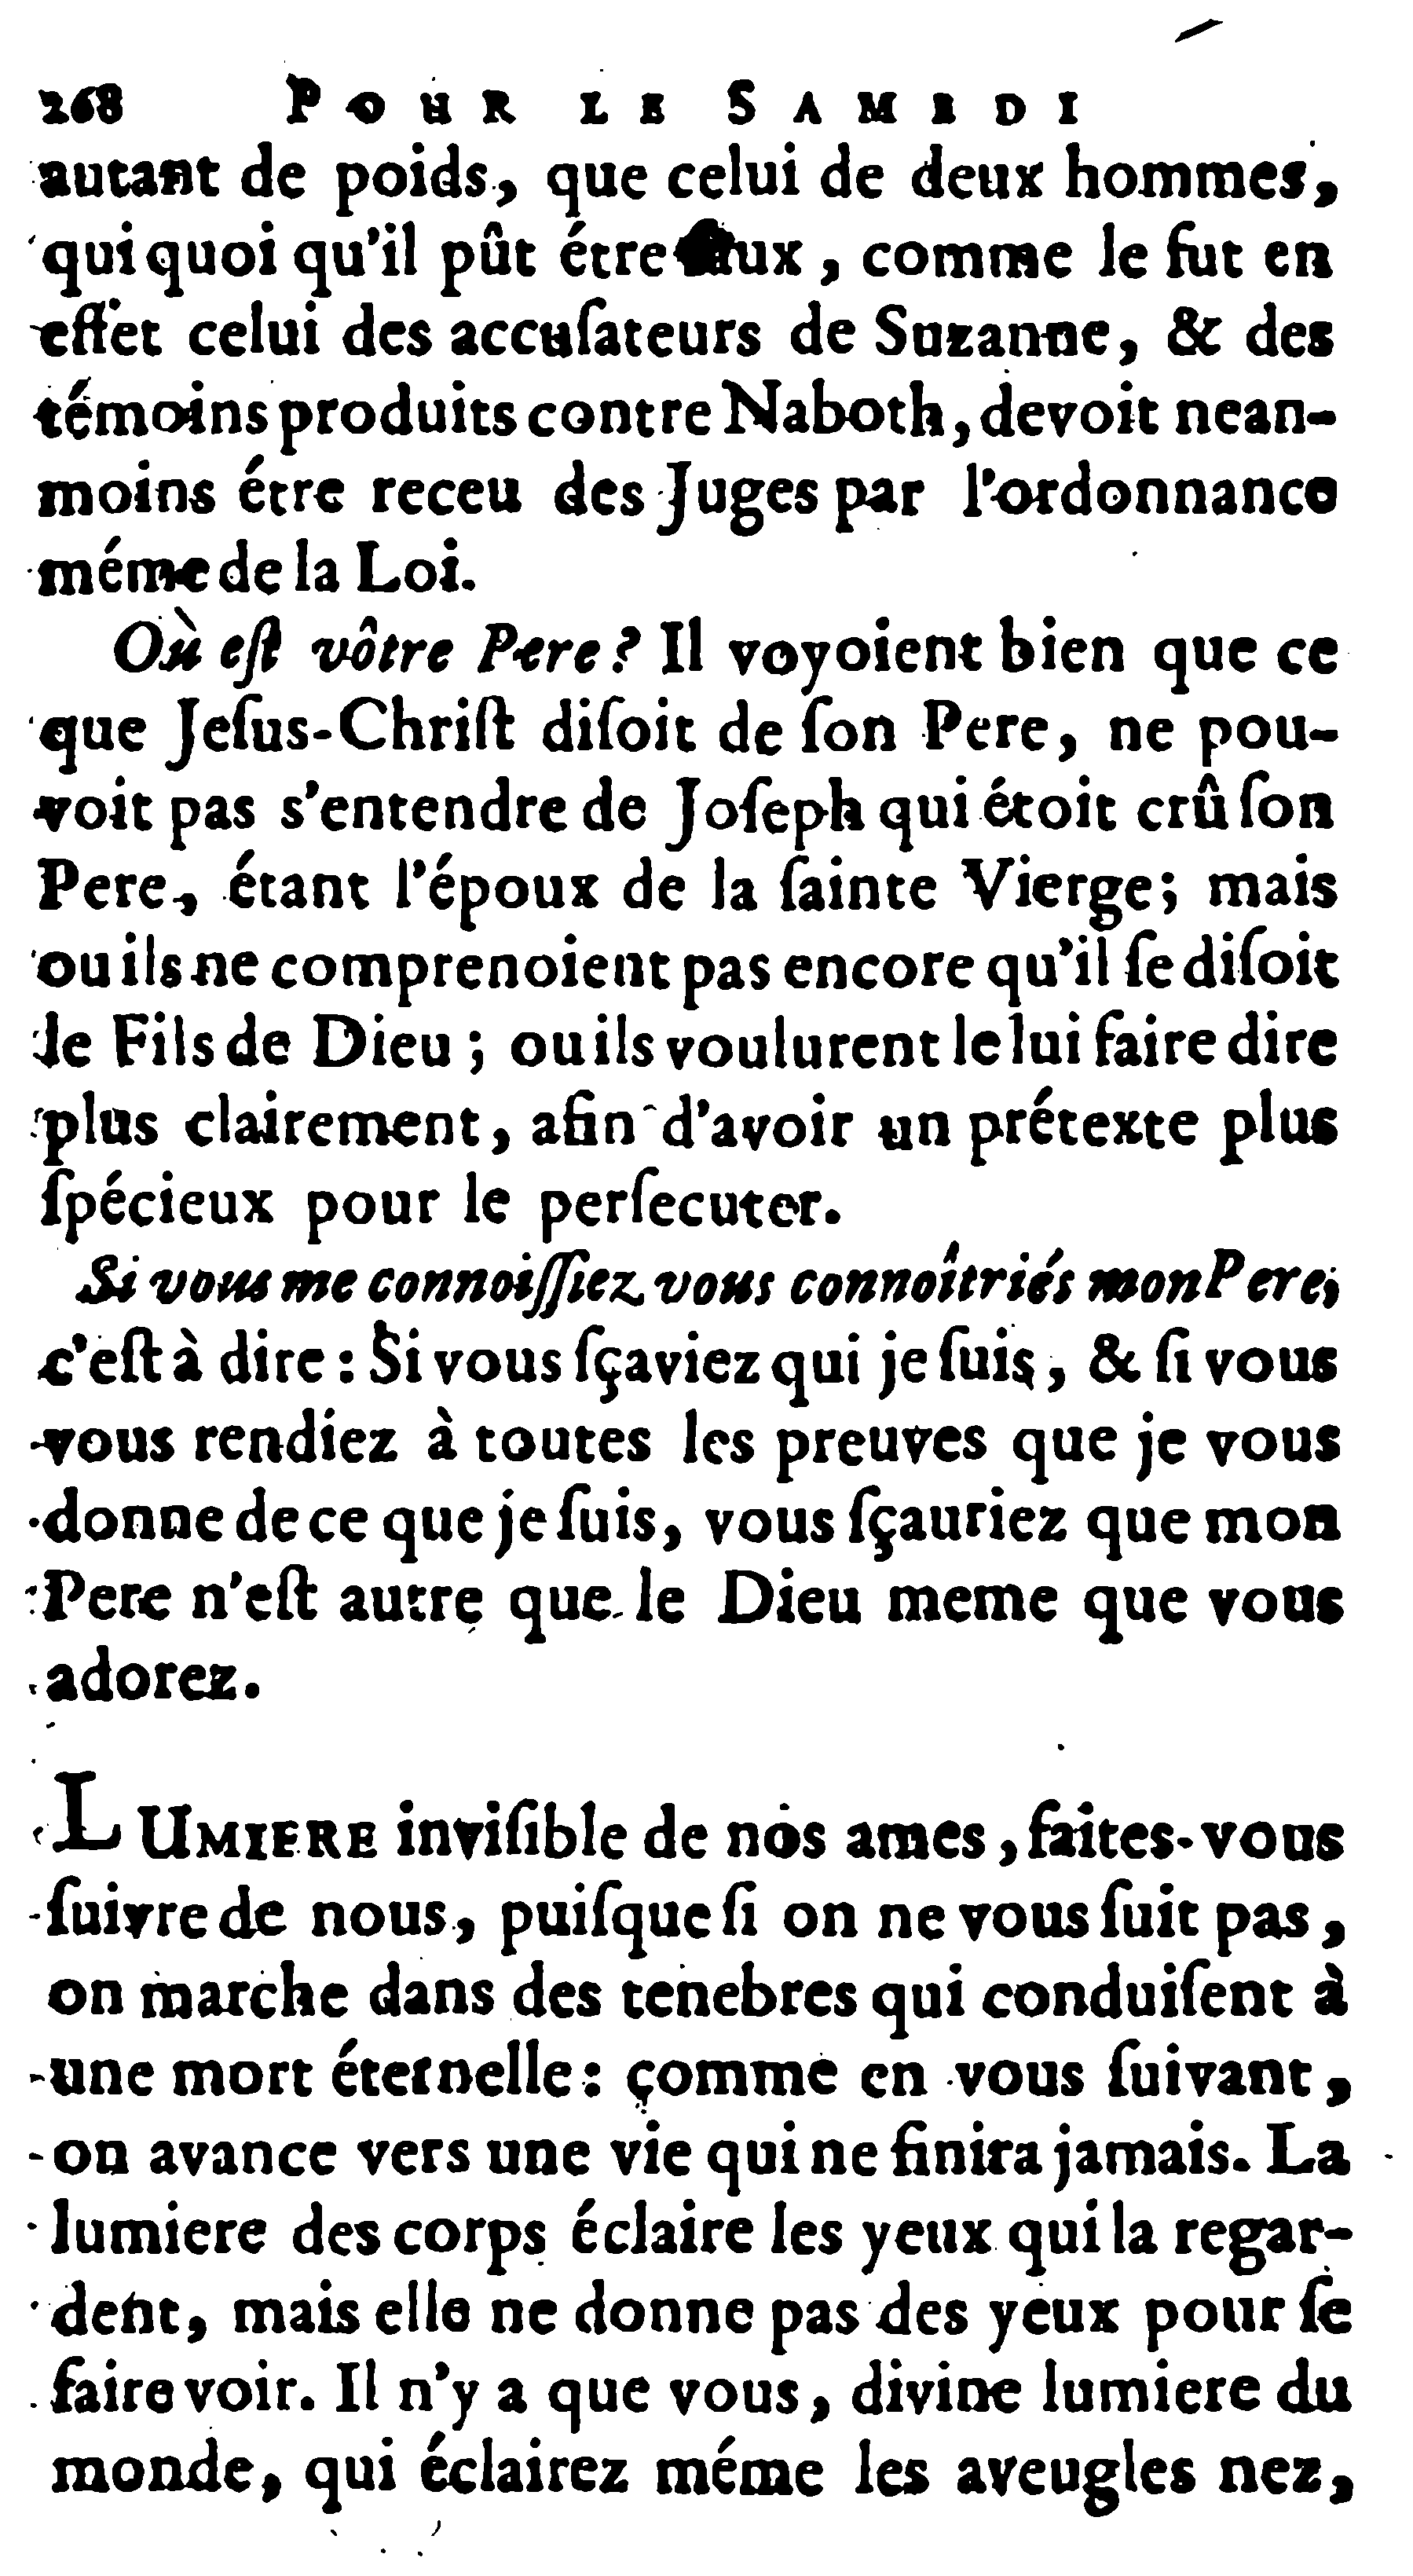 268 POUR LE SAMEDI
autant de poids, que celui de deux hommes,
qui quoi qu'il pût étre faux, comme le fut en
effet celui des accuſateurs de Suzanne, & des
témoins produits contre Naboth, devoit nean-
moins étre receu des Juges par l'ordonnance
méme de la Loi.
Où eſt vôtre Pere? Il voyoient bien que ce
que Jeſus-Chriſt diſoit de ſon Pere, ne pou-
voit pas s'entendre de Joſeph qui étoit crû ſon
Pere, étant l'époux de la ſainte Vierge; mais
ou ils ne comprenoient pas encore qu'il ſe diſoit
le Fils de Dieu; ou ils voulurent le lui faire dire
plus clairement, afin d'avoir un prétexte plus
ſpécieux pour le perſecuter.
Si vous me connoiſſiez vous connoîtriés mon Pere;
c'eſt à dire: Si vous ſçaviez qui je ſuis, & ſi vous
vous rendiez à toutes les preuves que je vous
donne de ce que je ſuis, vous ſçauriez que mon
Pere n'eſt autre que le Dieu meme que vous
adorez.
LUMIERE inviſible de nos ames, faites-vous
ſuivre de nous, puiſque ſi on ne vous ſuit pas,
on marche dans des tenebres qui conduiſent à
une mort éternelle: comme en vous ſuivant,
on avance vers une vie qui ne finira jamais. La
lumiere des corps éclaire les yeux qui la regar-
dent, mais elle ne donne pas des yeux pour ſe
faire voir. Il n'y a que vous, divine lumiere du
monde, qui éclairez méme les aveugles nez,